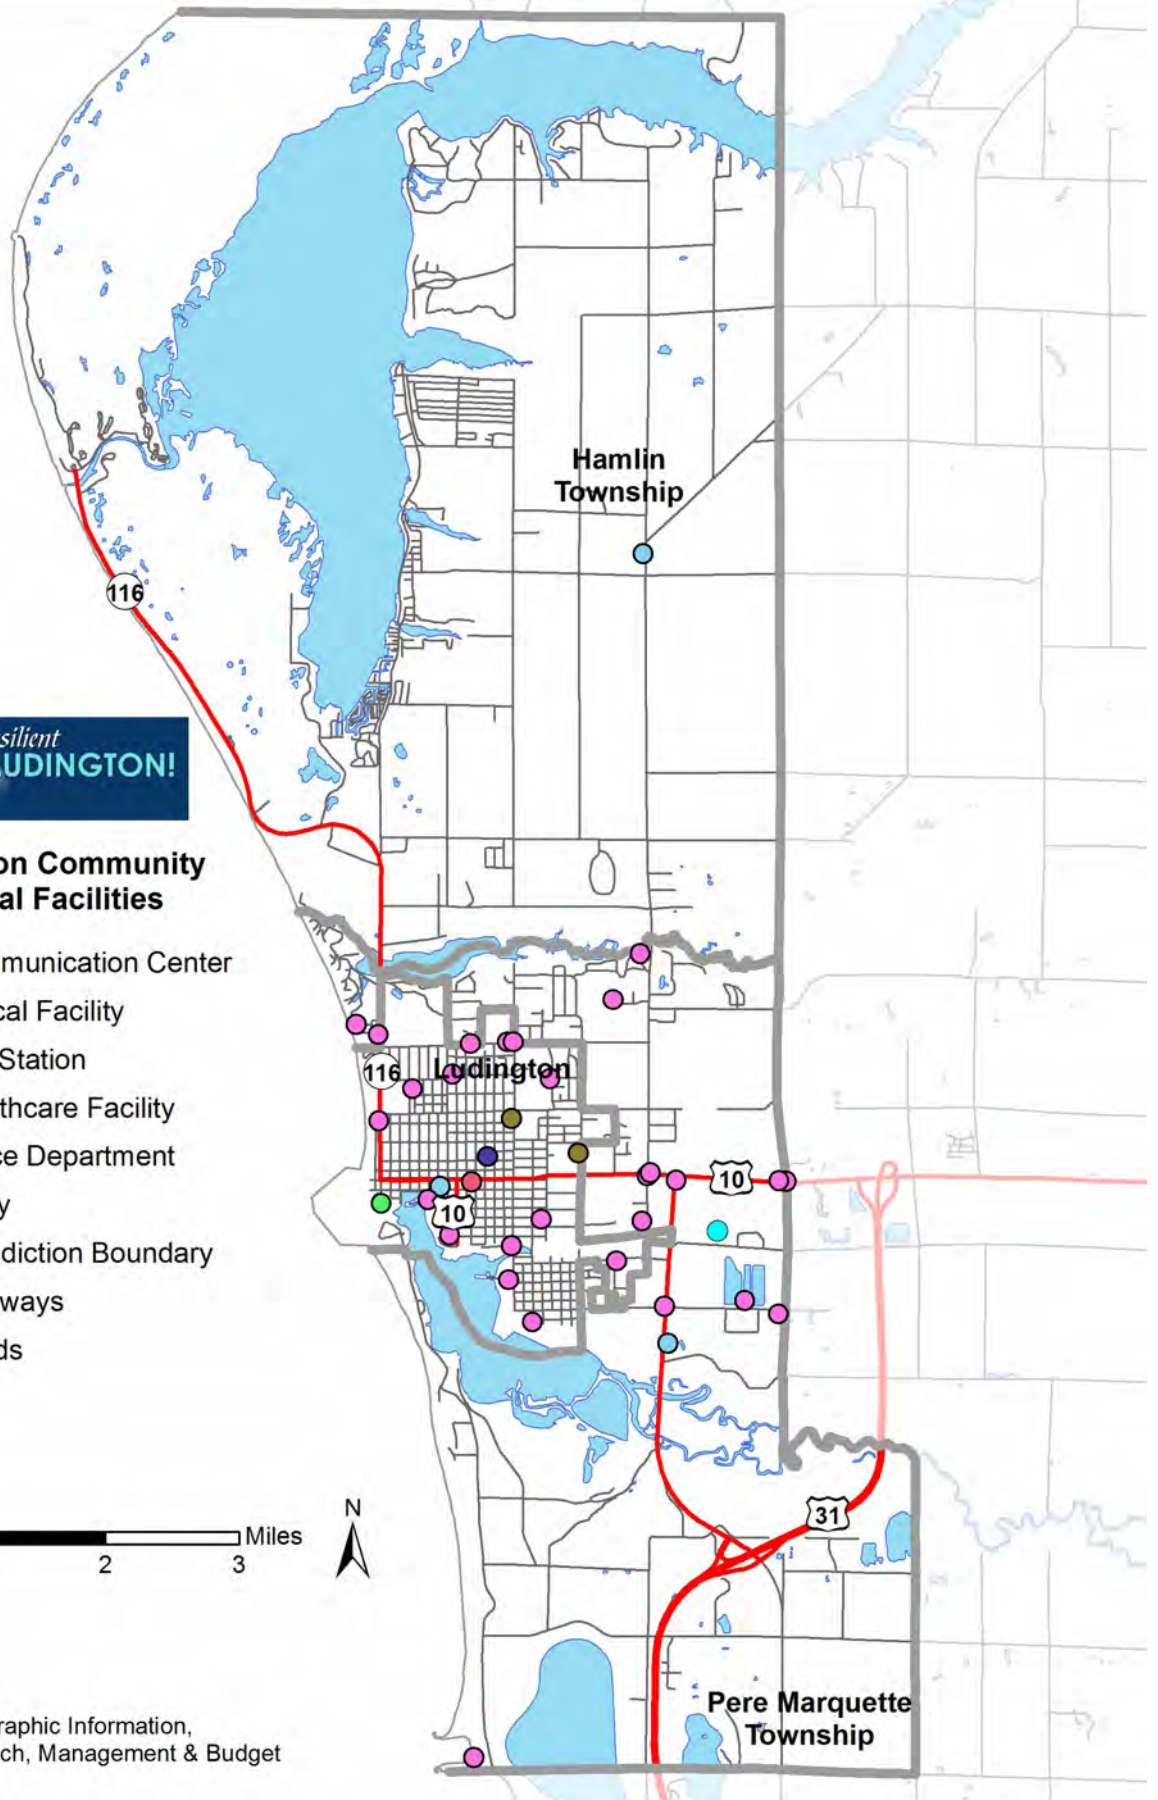 Hamlin
Township
116
silient
UDINGTON!
on Community
al Facilities
munication Center
cal Facility
Station
lthcare Facility
ce Department
y
diction Boundary
ways
ds
116
Ludington
10
10
31
N
Miles
2
3
Pere Marquette
Township
raphic Information,
ch, Management & Budget